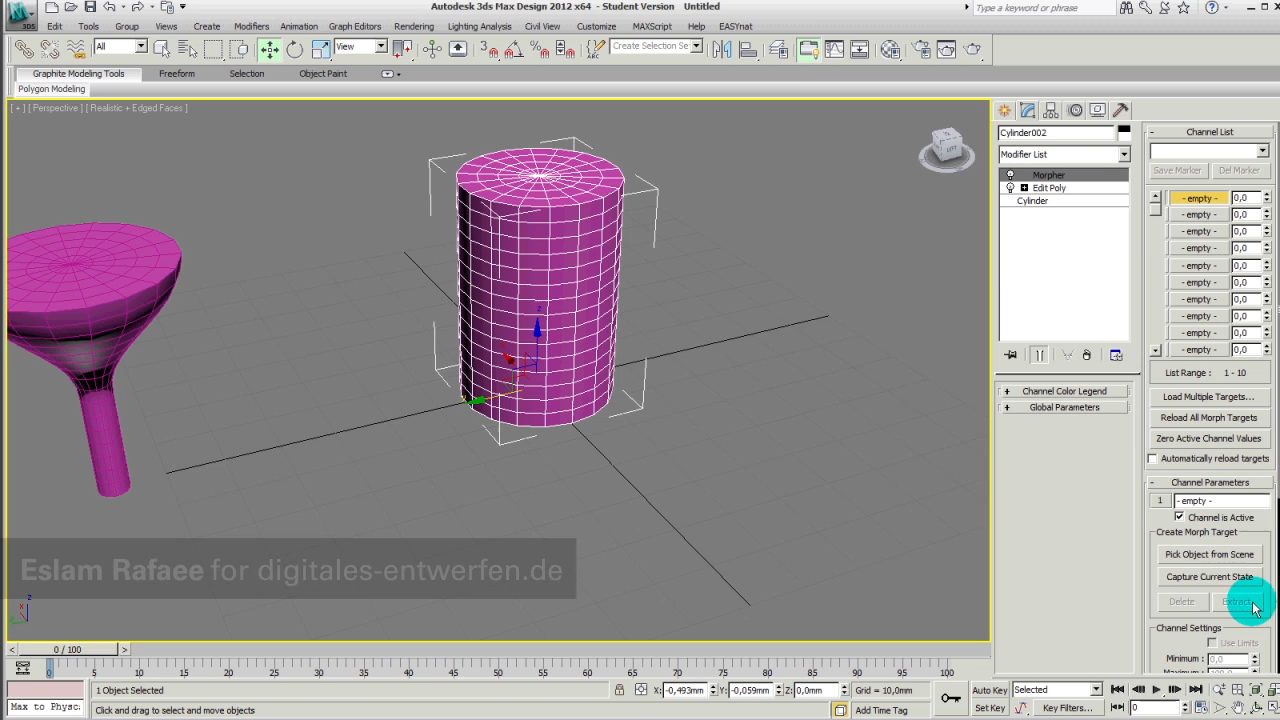 Autodesk 3ds Max Design 2012 x64 - Student Version Untitled
Type a keyword or phrase
3DS
Edit Tools Group Views Create Modifiers Animation Graph Editors Rendering Lighting Analysis Civil View Customize MAXScript Help EASYnat
All View 3 Create Selection Se
Graphite Modeling Tools Freeform Selection Object Paint
Polygon Modeling
[ + ] [ Perspective ] [ Realistic + Edged Faces ]
LEFT
z
Cylinder002
Modifier List
Morpher
Edit Poly
Cylinder
+ Channel Color Legend
+ Global Parameters
- Channel List
Save Marker Del Marker
- empty - 0,0
- empty - 0,0
- empty - 0,0
- empty - 0,0
- empty - 0,0
- empty - 0,0
- empty - 0,0
- empty - 0,0
- empty - 0,0
- empty - 0,0
List Range : 1 - 10
Load Multiple Targets...
Reload All Morph Targets
Zero Active Channel Values
Automatically reload targets
- Channel Parameters
1 - empty -
Channel is Active
Create Morph Target
Pick Object from Scene
Capture Current State
Delete Extract
Channel Settings
Use Limits
Minimum : 0,0
Eslam Rafaee for digitales-entwerfen.de
z
x
< 0 / 100 >
0 5 10 15 20 25 30 35 40 45 50 55 60 65 70 75 80 85 90 95 100
1 Object Selected X: -0,493mm Y: -0,059mm Z: 0,0mm Grid = 10,0mm Auto Key Selected
Max to Physc: Click and drag to select and move objects Add Time Tag Set Key Key Filters... 0